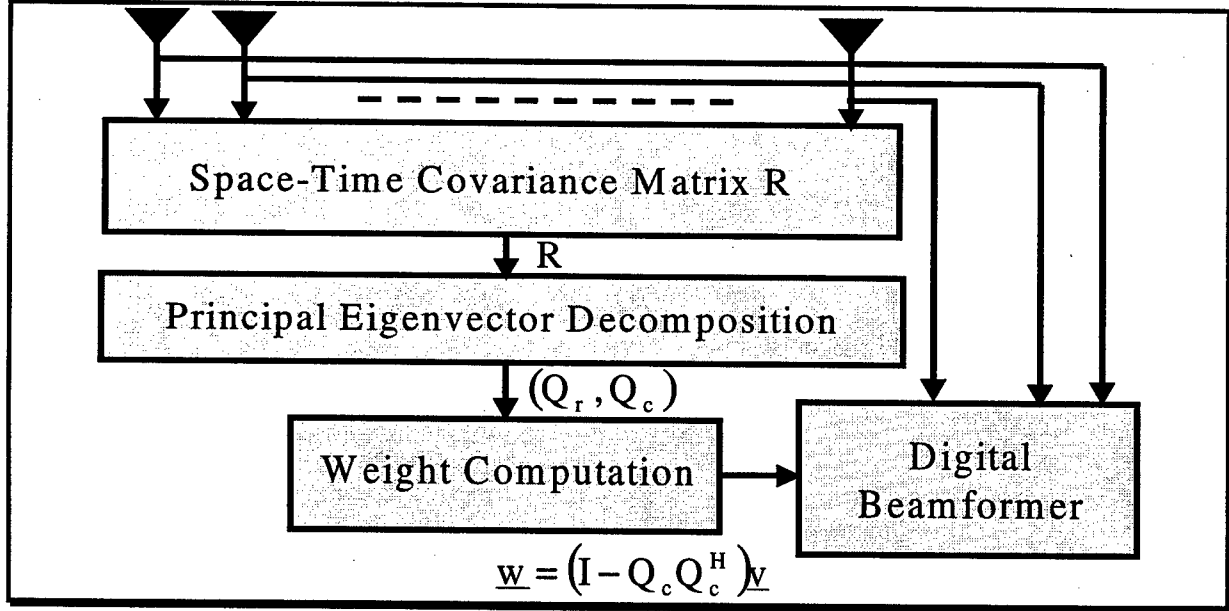 Space-Time Covariance Matrix R
R
Principal Eigenvector Decomposition
(Q_r, Q_c)
Weight Computation
Digital
Beamformer
w = (I - Q_c Q_c^H) v